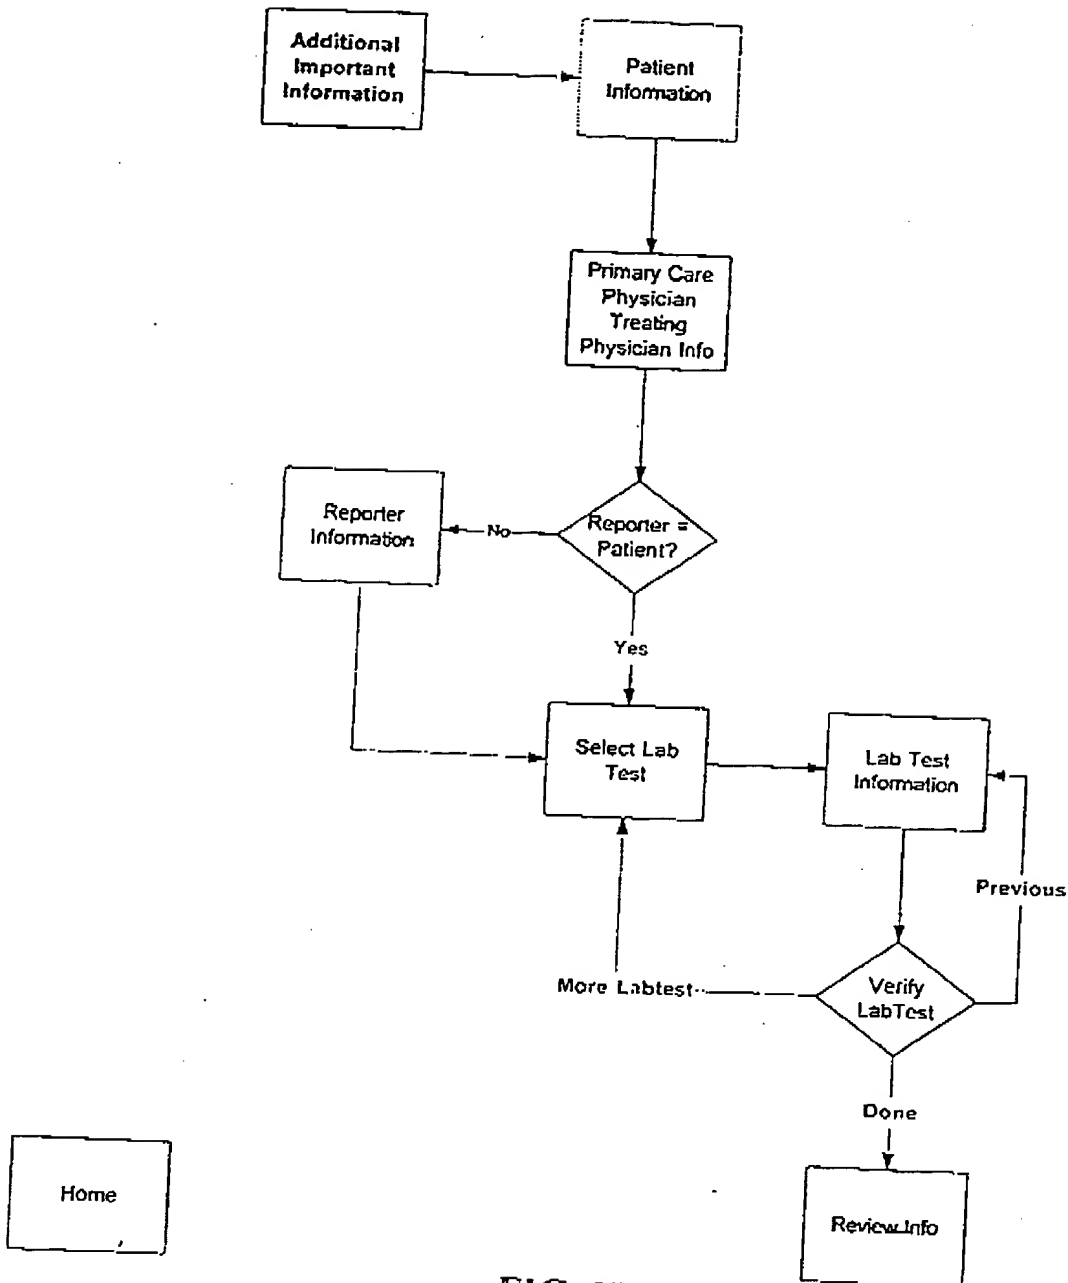 Additional
Important
Information
Patient
Information
Primary Care
Physician
Treating
Physician Info
Reporter
Information
No
Reporter =
Patient?
Yes
Select Lab
Test
Lab Test
Information
Previous
More Labtest
Verify
LabTest
Done
Home
Review Info
FIG.